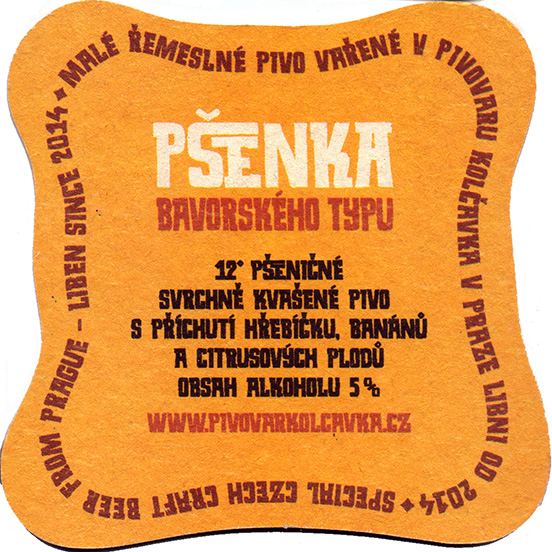 MALÉ ŘEMESLNÉ PIVO VAŘENÉ V PIVOVARU KOLČAVKA V PRAZE LIBNI OD 2014 ✦ SPECIAL CZECH CRAFT BEER FROM PRAGUE – LIBEN SINCE 2014 ✦
PŠENKA
BAVORSKÉHO TYPU
12° PŠENIČNÉ
SVRCHNĚ KVAŠENÉ PIVO
S PŘÍCHUTÍ HŘEBÍČKU, BANÁNŮ
A CITRUSOVÝCH PLODŮ
OBSAH ALKOHOLU 5%
WWW.PIVOVARKOLCAVKA.CZ